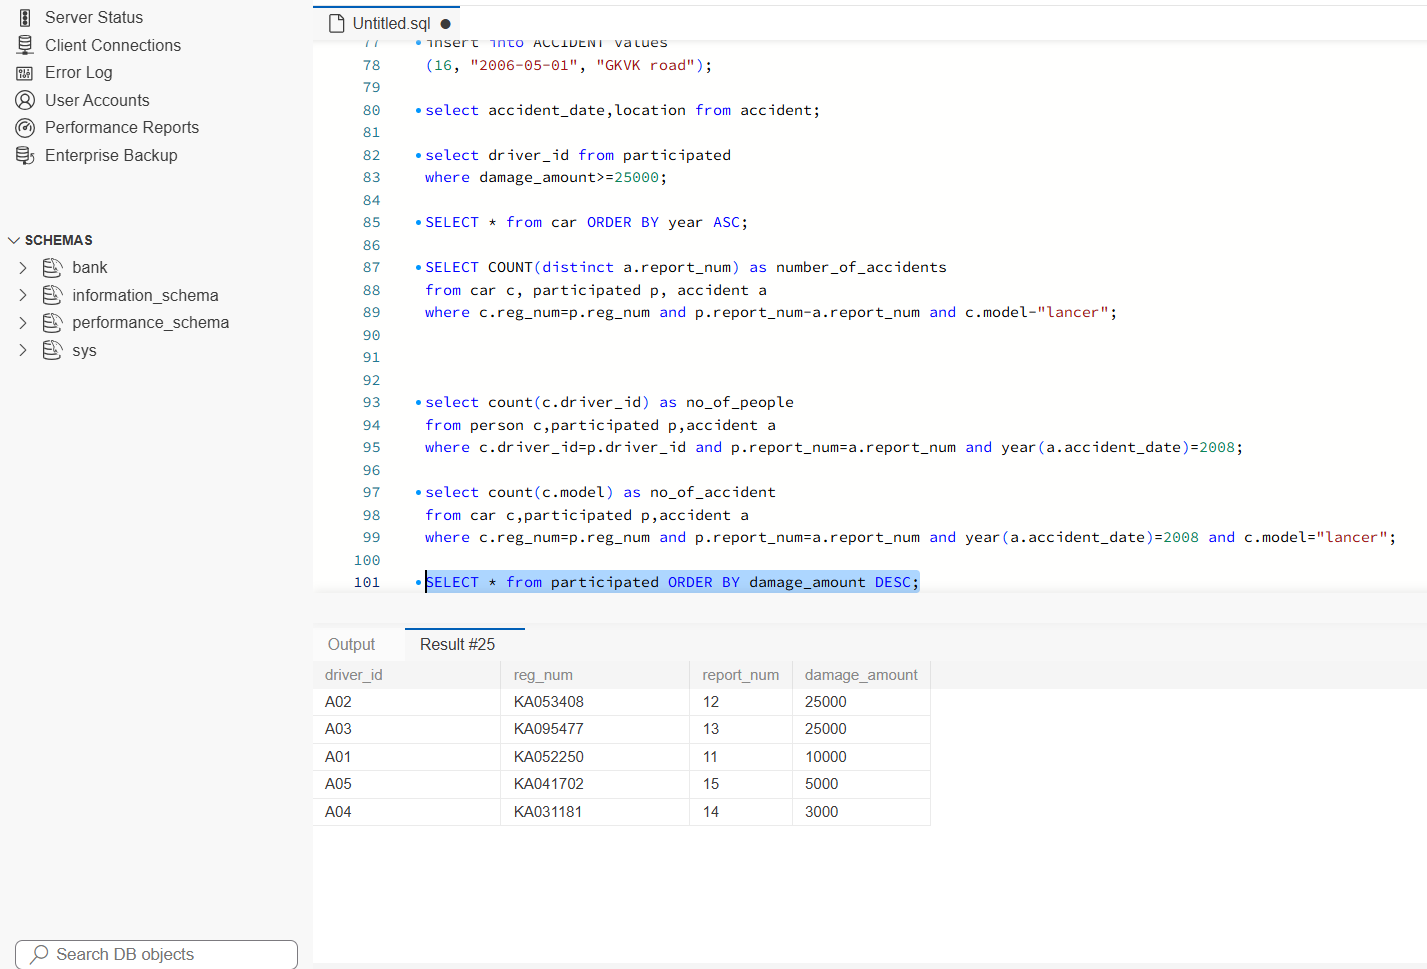 Server Status
Client Connections
Error Log
User Accounts
Performance Reports
Enterprise Backup
SCHEMAS
bank
information_schema
performance_schema
sys
Search DB objects
Untitled.sql
77 insert into ACCIDENT values
78 (16, "2006-05-01", "GKVK road");
79
80 select accident_date,location from accident;
81
82 select driver_id from participated
83 where damage_amount>=25000;
84
85 SELECT * from car ORDER BY year ASC;
86
87 SELECT COUNT(distinct a.report_num) as number_of_accidents
88 from car c, participated p, accident a
89 where c.reg_num=p.reg_num and p.report_num-a.report_num and c.model-"lancer";
90
91
92
93 select count(c.driver_id) as no_of_people
94 from person c,participated p,accident a
95 where c.driver_id=p.driver_id and p.report_num=a.report_num and year(a.accident_date)=2008;
96
97 select count(c.model) as no_of_accident
98 from car c,participated p,accident a
99 where c.reg_num=p.reg_num and p.report_num=a.report_num and year(a.accident_date)=2008 and c.model="lancer";
100
101 SELECT * from participated ORDER BY damage_amount DESC;
Output Result #25
driver_id reg_num report_num damage_amount
A02 KA053408 12 25000
A03 KA095477 13 25000
A01 KA052250 11 10000
A05 KA041702 15 5000
A04 KA031181 14 3000